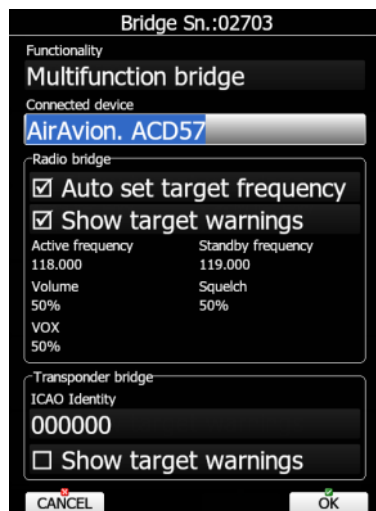 Bridge Sn.:02703
Functionality
Multifunction bridge
Connected device
AirAvion. ACD57
Radio bridge
Auto set target frequency
Show target warnings
Active frequency Standby frequency
118.000 119.000
Volume Squelch
50% 50%
VOX
50%
Transponder bridge
ICAO Identity
000000
Show target warnings
CANCEL OK